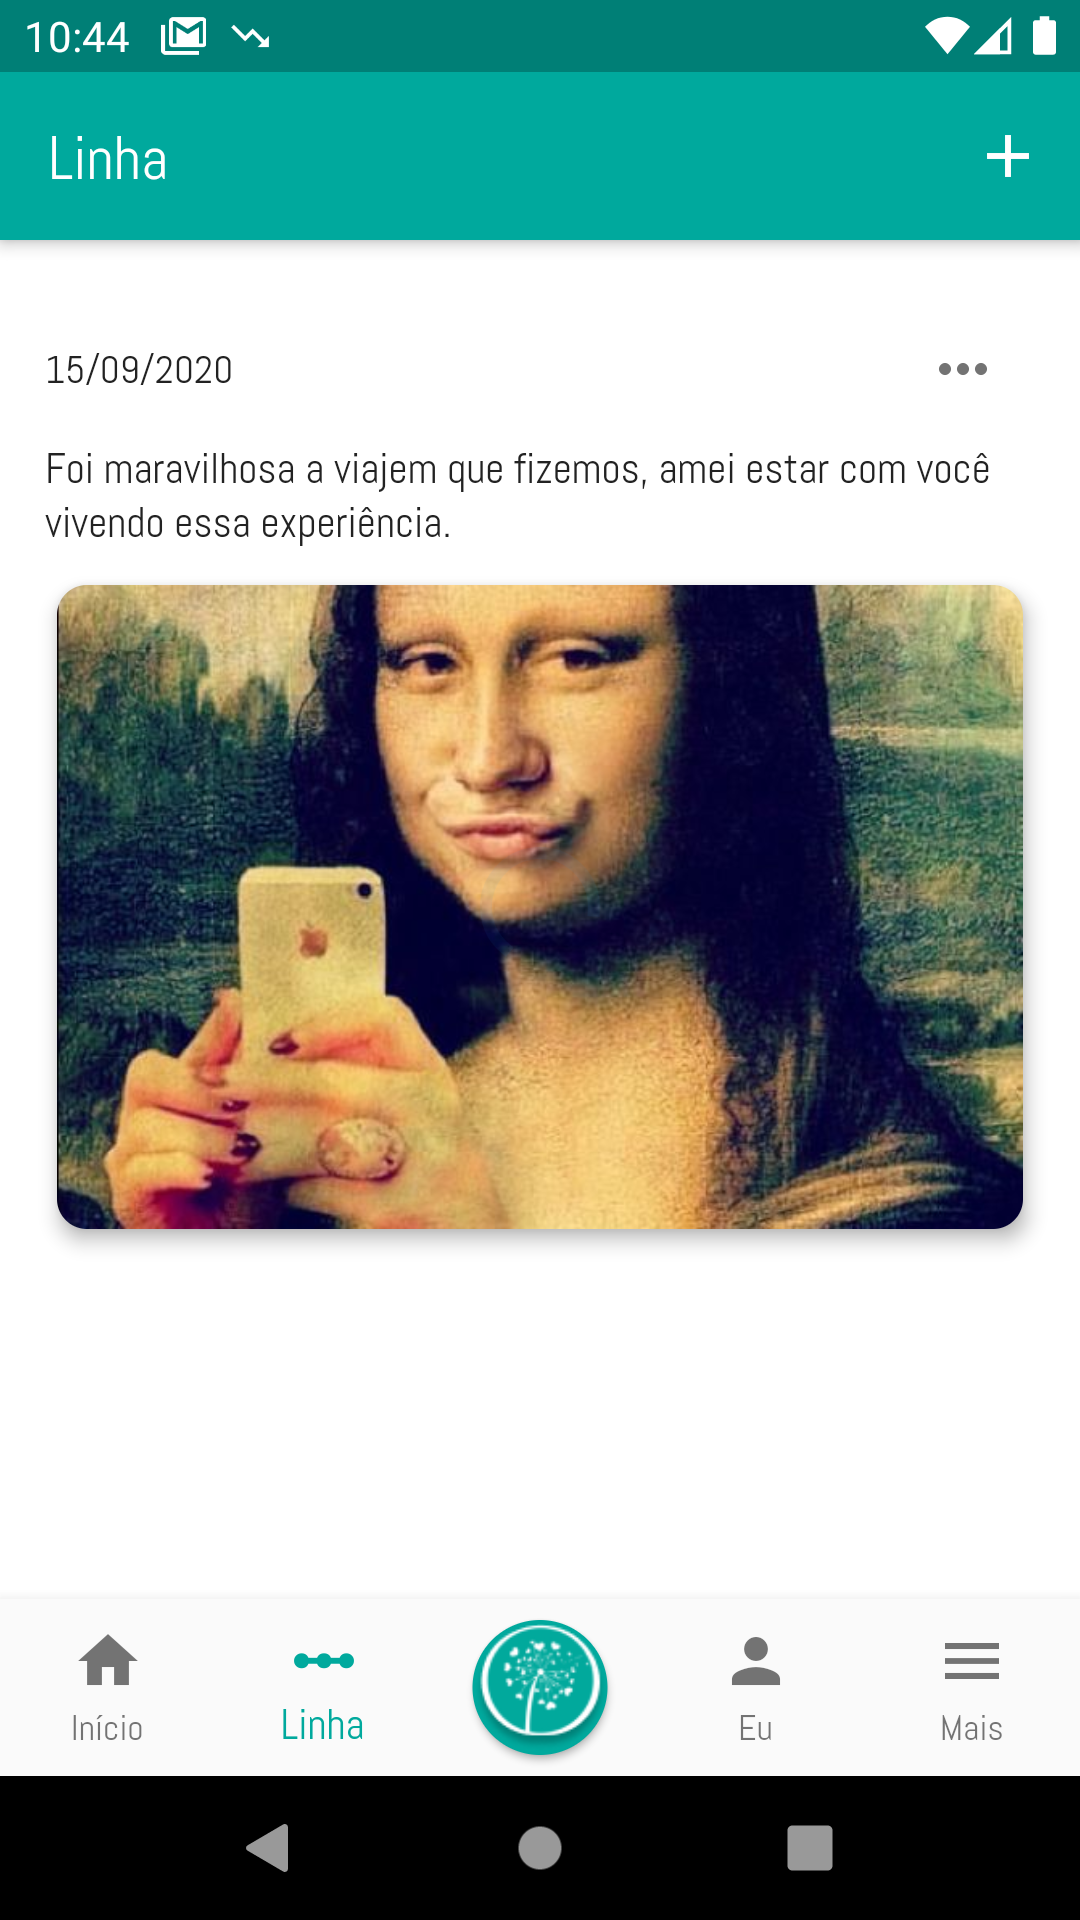 10:44
Linha
15/09/2020
Foi maravilhosa a viajem que fizemos, amei estar com você
vivendo essa experiência.
Início
Linha
Eu
Mais